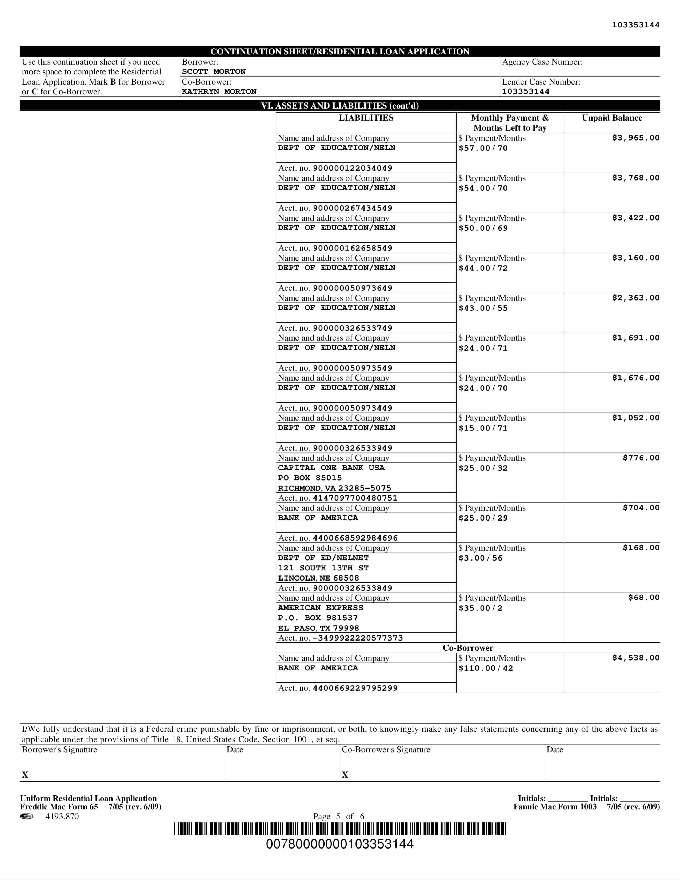 103353144
CONTINUATION SHEET/RESIDENTIAL LOAN APPLICATION
Use this continuation sheet if you need
more space to complete the Residential
Loan Application. Mark B for Borrower
or C for Co-Borrower.
Borrower:
SCOTT MORTON
Co-Borrower:
KATHRYN MORTON
Agency Case Number:
Lender Case Number:
103353144
VI. ASSETS AND LIABILITIES (cont'd)
LIABILITIES
Monthly Payment &
Months Left to Pay
Unpaid Balance
Name and address of Company $ Payment/Months $3,965.00
DEPT OF EDUCATION/NELN $57.00/70
Acct. no. 900000122034049
Name and address of Company $ Payment/Months $3,768.00
DEPT OF EDUCATION/NELN $54.00/70
Acct. no. 900000267434549
Name and address of Company $ Payment/Months $3,422.00
DEPT OF EDUCATION/NELN $50.00/69
Acct. no. 900000162658549
Name and address of Company $ Payment/Months $3,160.00
DEPT OF EDUCATION/NELN $44.00/72
Acct. no. 900000050973649
Name and address of Company $ Payment/Months $2,363.00
DEPT OF EDUCATION/NELN $43.00/55
Acct. no. 900000326533749
Name and address of Company $ Payment/Months $1,691.00
DEPT OF EDUCATION/NELN $24.00/71
Acct. no. 900000050973549
Name and address of Company $ Payment/Months $1,676.00
DEPT OF EDUCATION/NELN $24.00/70
Acct. no. 900000050973449
Name and address of Company $ Payment/Months $1,052.00
DEPT OF EDUCATION/NELN $15.00/71
Acct. no. 900000326533949
Name and address of Company $ Payment/Months $776.00
CAPITAL ONE BANK USA $25.00/32
PO BOX 85015
RICHMOND, VA 23285-5075
Acct. no. 4147097700480751
Name and address of Company $ Payment/Months $704.00
BANK OF AMERICA $25.00/29
Acct. no. 4400668592984696
Name and address of Company $ Payment/Months $168.00
DEPT OF ED/NELNET $3.00/56
121 SOUTH 13TH ST
LINCOLN, NE 68508
Acct. no. 900000326533849
Name and address of Company $ Payment/Months $68.00
AMERICAN EXPRESS $35.00/2
P.O. BOX 981537
EL PASO, TX 79998
Acct. no. -3499922220577373
Co-Borrower
Name and address of Company $ Payment/Months $4,538.00
BANK OF AMERICA $110.00/42
Acct. no. 4400669229795299
I/We fully understand that it is a Federal crime punishable by fine or imprisonment, or both, to knowingly make any false statements concerning any of the above facts as
applicable under the provisions of Title 18, United States Code, Section 1001, et seq.
Borrower's Signature Date Co-Borrower's Signature Date
X X
Uniform Residential Loan Application Initials: ________ Initials: ________
Freddie Mac Form 65 7/05 (rev. 6/09) Fannie Mae Form 1003 7/05 (rev. 6/09)
4193.870 Page 5 of 6
00780000000103353144